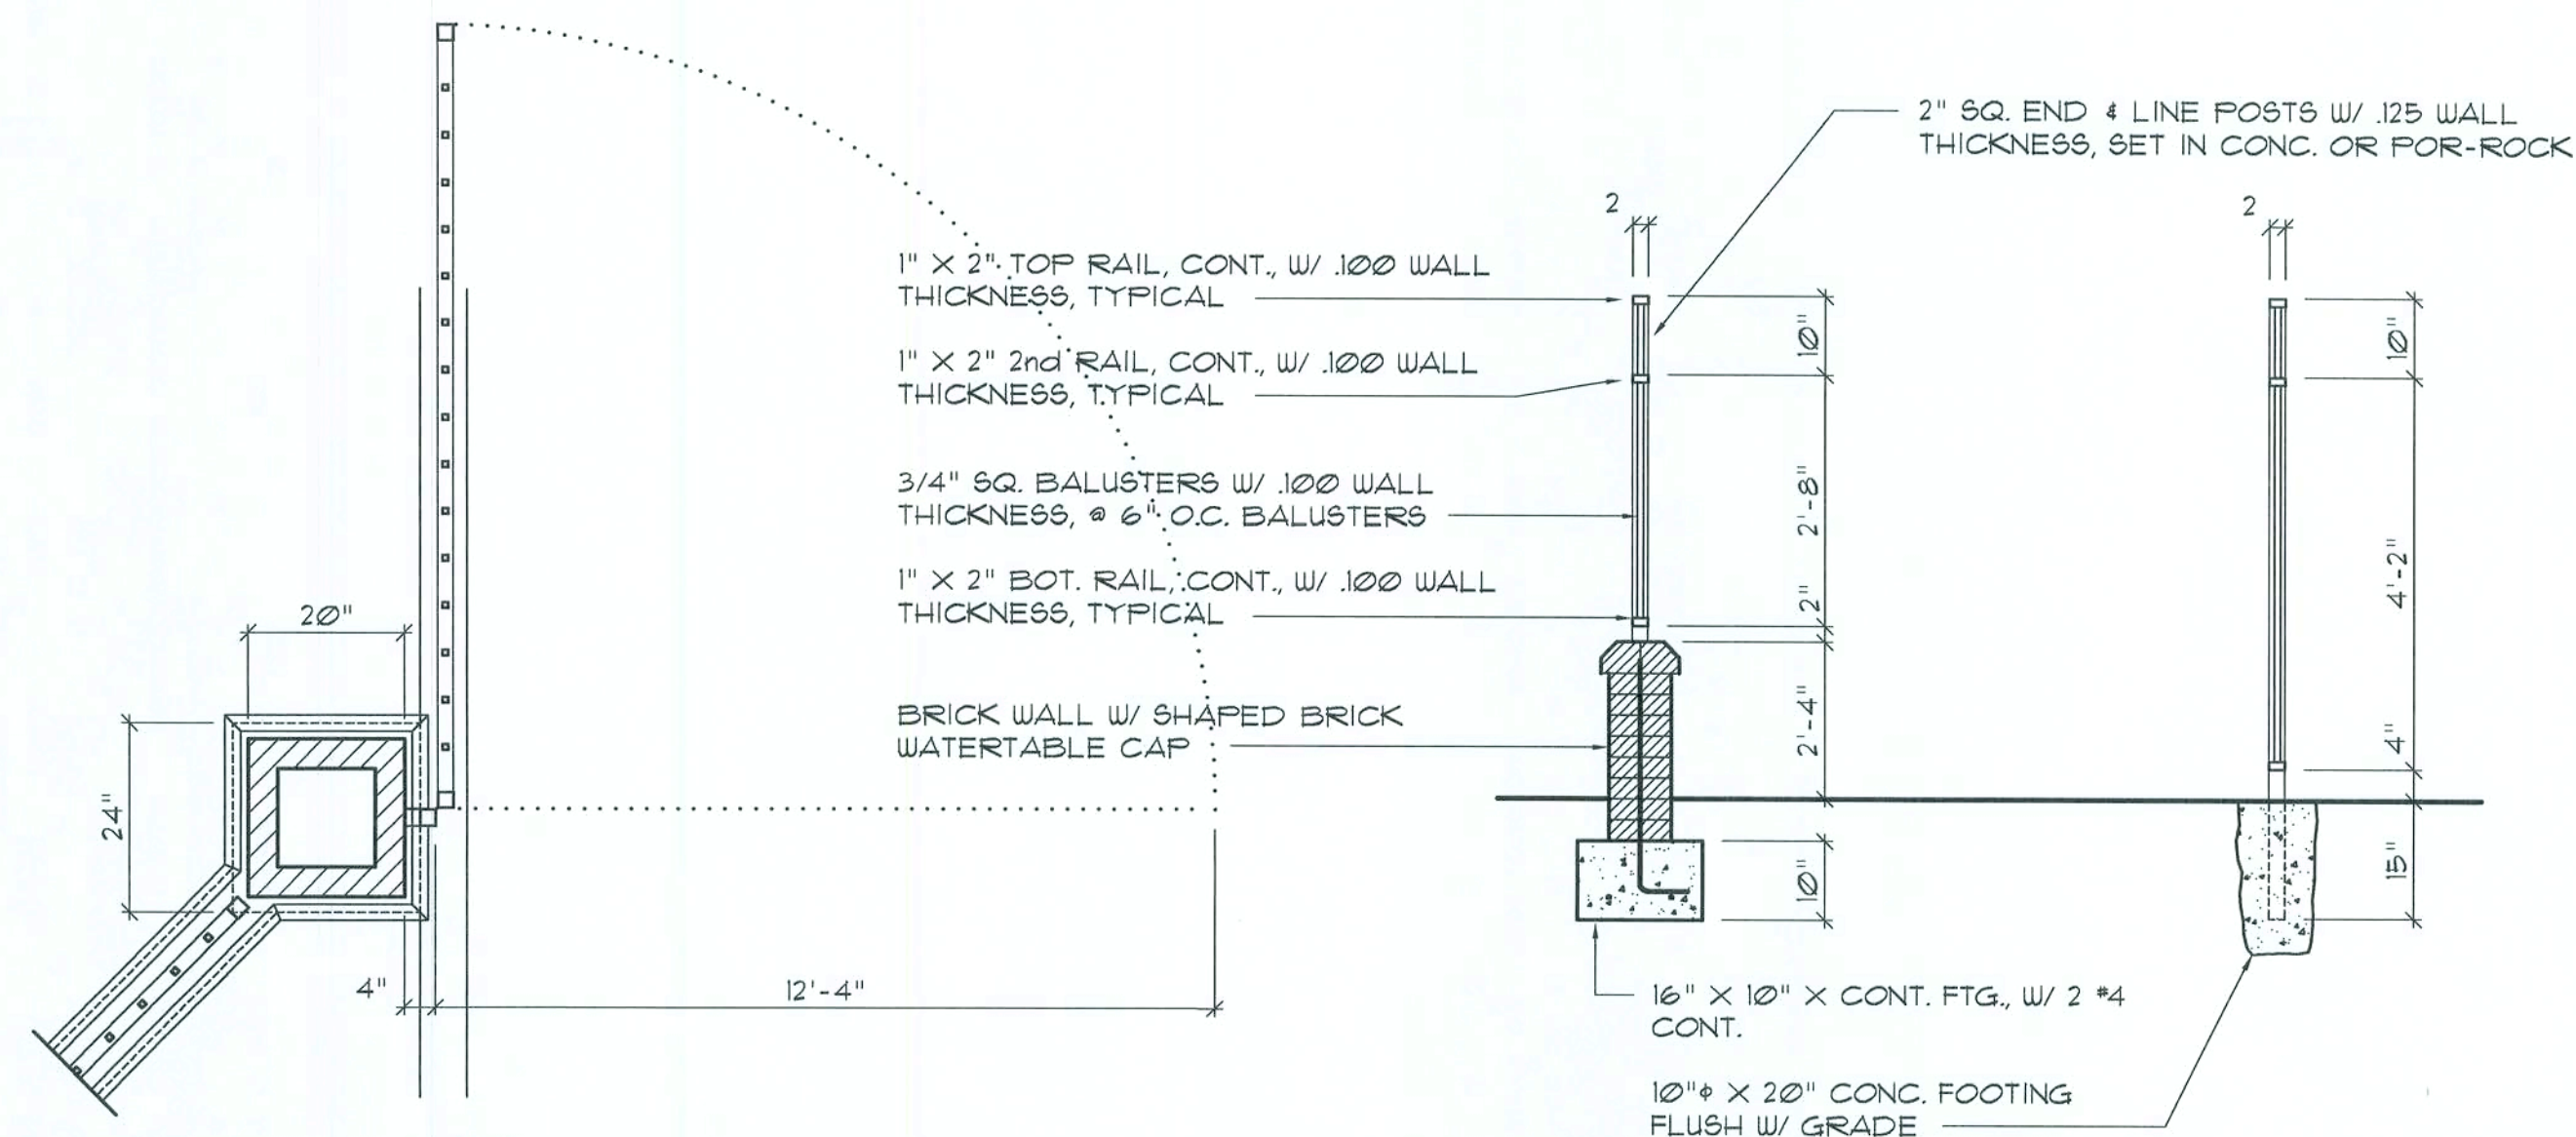 2" SQ. END & LINE POSTS W/ .125 WALL
THICKNESS, SET IN CONC. OR POR-ROCK
2
2
1" X 2" TOP RAIL, CONT., W/ .100 WALL
THICKNESS, TYPICAL
10"
10"
1" X 2" 2nd RAIL, CONT., W/ .100 WALL
THICKNESS, TYPICAL
3/4" SQ. BALUSTERS W/ .100 WALL
THICKNESS, @ 6" O.C. BALUSTERS
2'-8"
4'-2"
1" X 2" BOT. RAIL, CONT., W/ .100 WALL
THICKNESS, TYPICAL
2"
20"
BRICK WALL W/ SHAPED BRICK
WATERTABLE CAP
2'-4"
4"
24"
10"
15"
4"
12'-4"
16" X 10" X CONT. FTG., W/ 2 #4
CONT.
10"φ X 20" CONC. FOOTING
FLUSH W/ GRADE